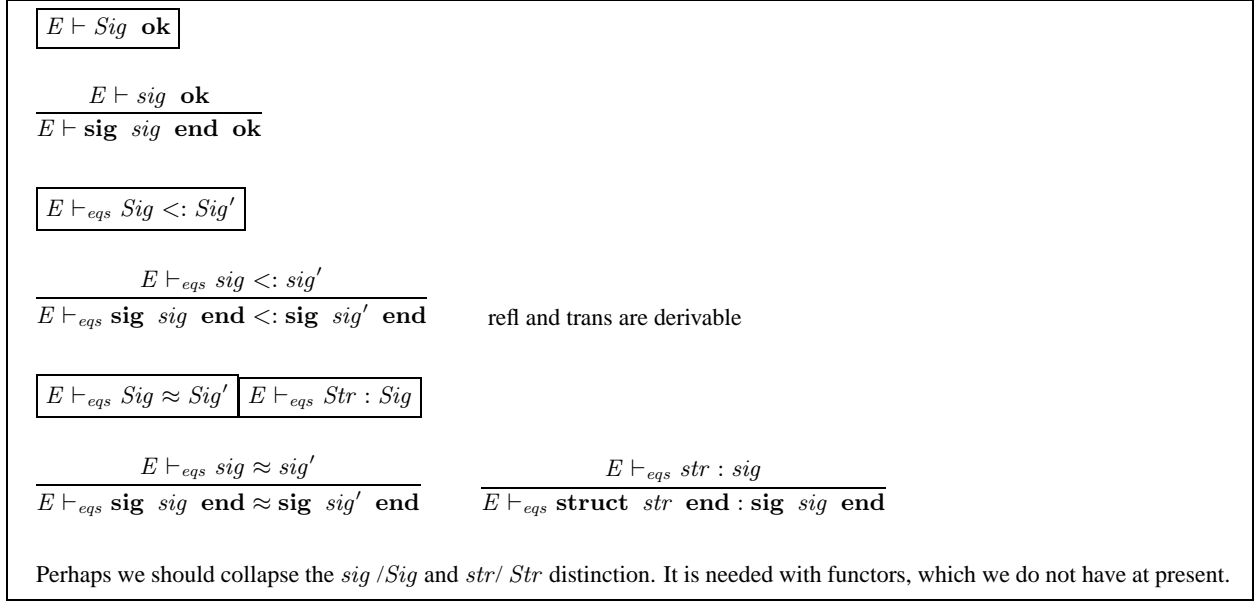 E ⊢ Sig ok
E ⊢ sig ok
E ⊢ sig sig end ok
E ⊢eqs Sig <: Sig′
E ⊢eqs sig <: sig′
E ⊢eqs sig sig end <: sig sig′ end refl and trans are derivable
E ⊢eqs Sig ≈ Sig′ E ⊢eqs Str : Sig
E ⊢eqs sig ≈ sig′ E ⊢eqs str : sig
E ⊢eqs sig sig end ≈ sig sig′ end E ⊢eqs struct str end : sig sig end
Perhaps we should collapse the sig /Sig and str/ Str distinction. It is needed with functors, which we do not have at present.